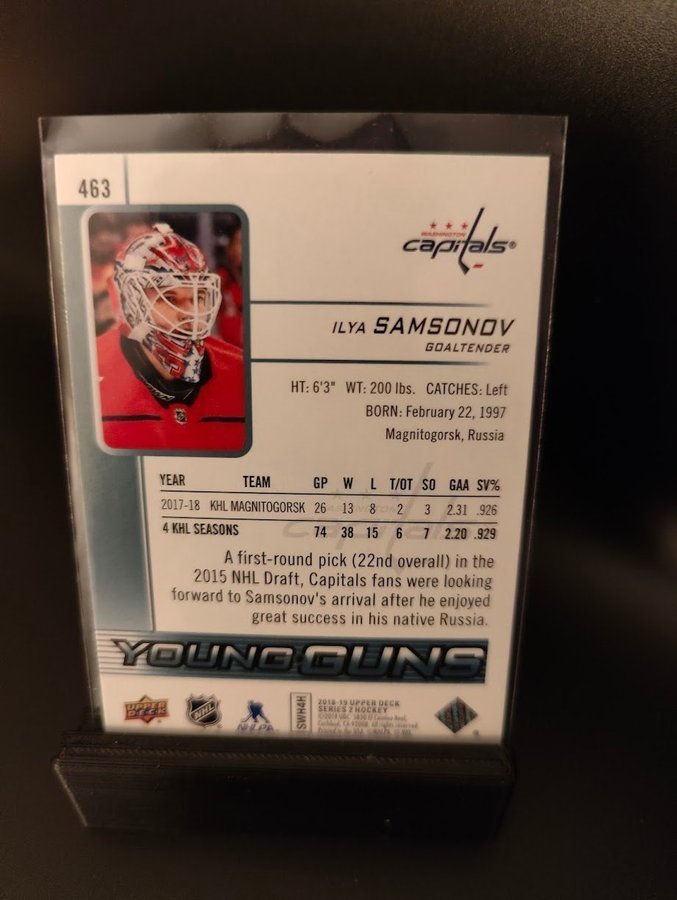 463
WASHINGTON
capitals®
ILYA SAMSONOV
GOALTENDER
HT: 6'3" WT: 200 lbs. CATCHES: Left
BORN: February 22, 1997
Magnitogorsk, Russia
YEAR TEAM GP W L T/OT SO GAA SV%
2017-18 KHL MAGNITOGORSK 26 13 8 2 3 2.31 .926
4 KHL SEASONS 74 38 15 6 7 2.20 .929
A first-round pick (22nd overall) in the
2015 NHL Draft, Capitals fans were looking
forward to Samsonov's arrival after he enjoyed
great success in his native Russia.
YOUNG GUNS
UPPER DECK
NHL
NHLPA
SWH4H
2018-19 UPPER DECK
SERIES 2 HOCKEY